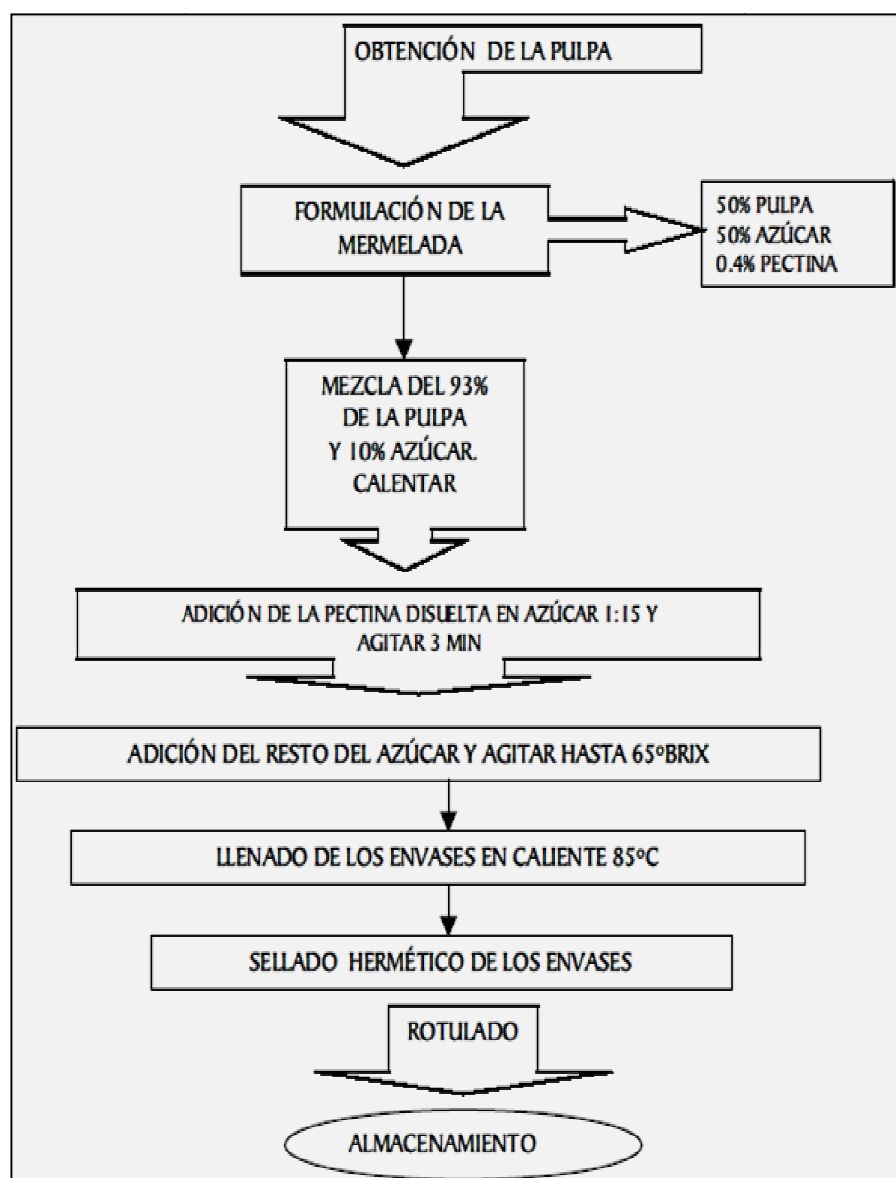 OBTENCIÓN DE LA PULPA
FORMULACIÓN DE LA
MERMELADA
50% PULPA
50% AZÚCAR
0.4% PECTINA
MEZCLA DEL 93%
DE LA PULPA
Y 10% AZÚCAR.
CALENTAR
ADICIÓN DE LA PECTINA DISUELTA EN AZÚCAR 1:15 Y
AGITAR 3 MIN
ADICIÓN DEL RESTO DEL AZÚCAR Y AGITAR HASTA 65ºBRIX
LLENADO DE LOS ENVASES EN CALIENTE 85ºC
SELLADO HERMÉTICO DE LOS ENVASES
ROTULADO
ALMACENAMIENTO